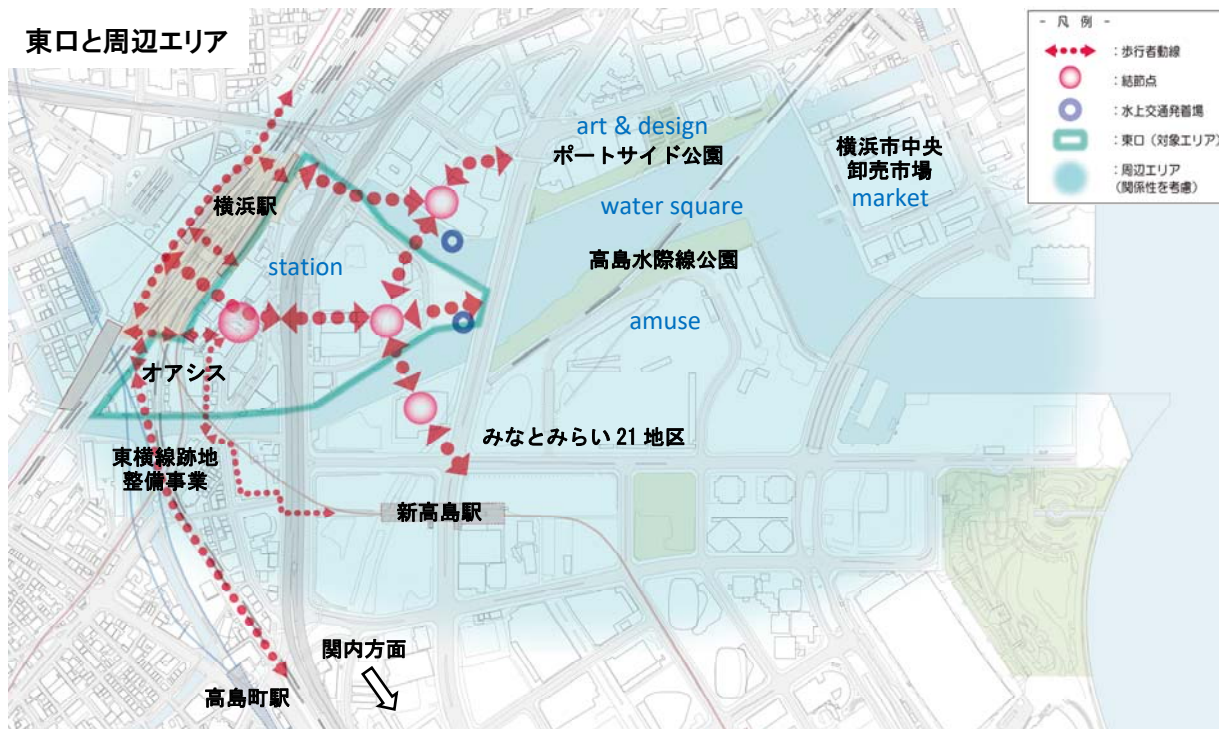 東口と周辺エリア
- 凡 例 -
:歩行者動線
:結節点
:水上交通発着場
:東口(対象エリア)
:周辺エリア
(関係性を考慮)
art & design
ポートサイド公園
横浜市中央
卸売市場
market
横浜駅
water square
station
高島水際線公園
amuse
オアシス
みなとみらい 21 地区
東横線跡地
整備事業
新高島駅
関内方面
高島町駅